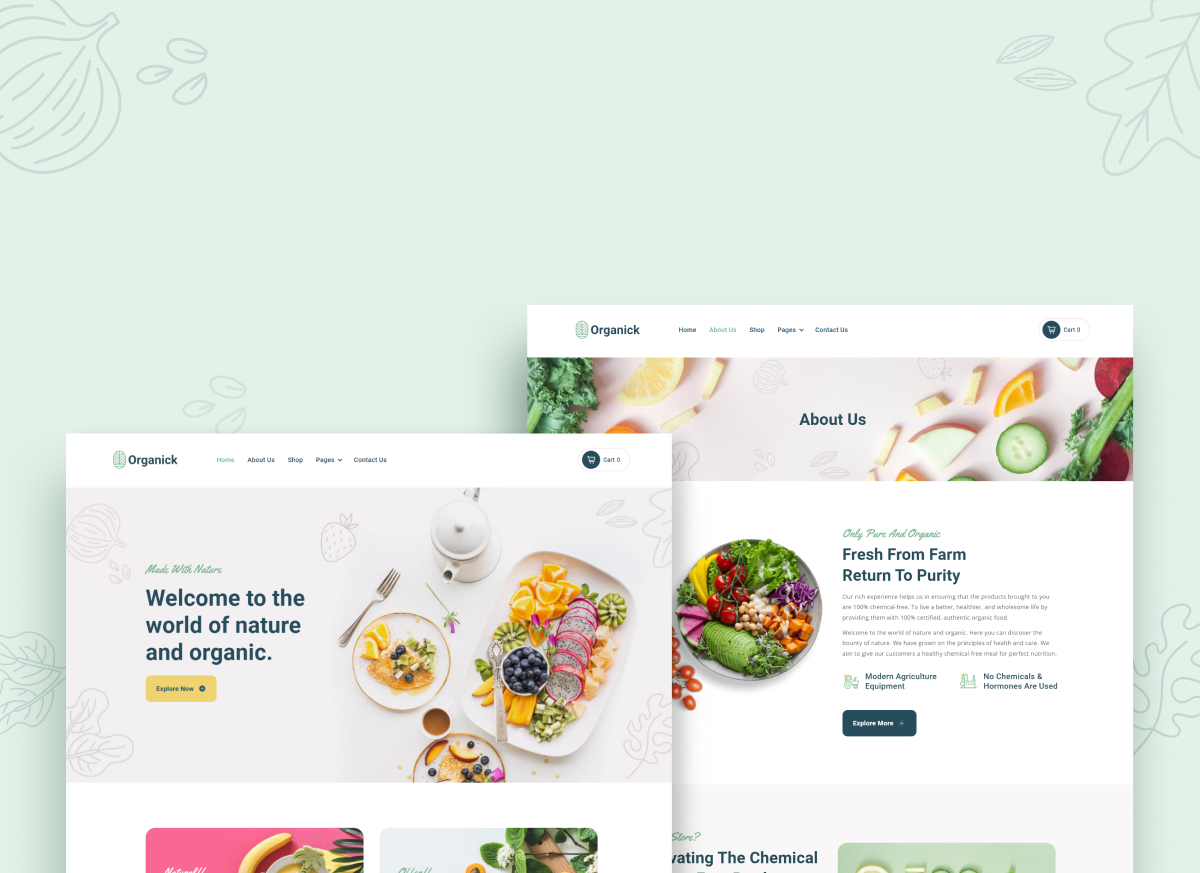 Organick
Home
About Us
Shop
Pages
Contact Us
Cart 0
About Us
Only Pure And Organic
Fresh From Farm
Return To Purity
Our rich experience helps us in ensuring that the products brought to you
are 100% chemical-free. To live a better, healthier, and wholesome life by
providing them with 100% certified, authentic organic food.
Welcome to the world of nature and organic. Here you can discover the
bounty of nature. We have grown on the principles of health and care. We
aim to give our customers a healthy chemical-free meal for perfect nutrition.
Modern Agriculture
Equipment
No Chemicals &
Hormones Are Used
Explore More
Store?
vating The Chemical
Organick
Home
About Us
Shop
Pages
Contact Us
Cart 0
Made With Nature
Welcome to the
world of nature
and organic.
Explore Now